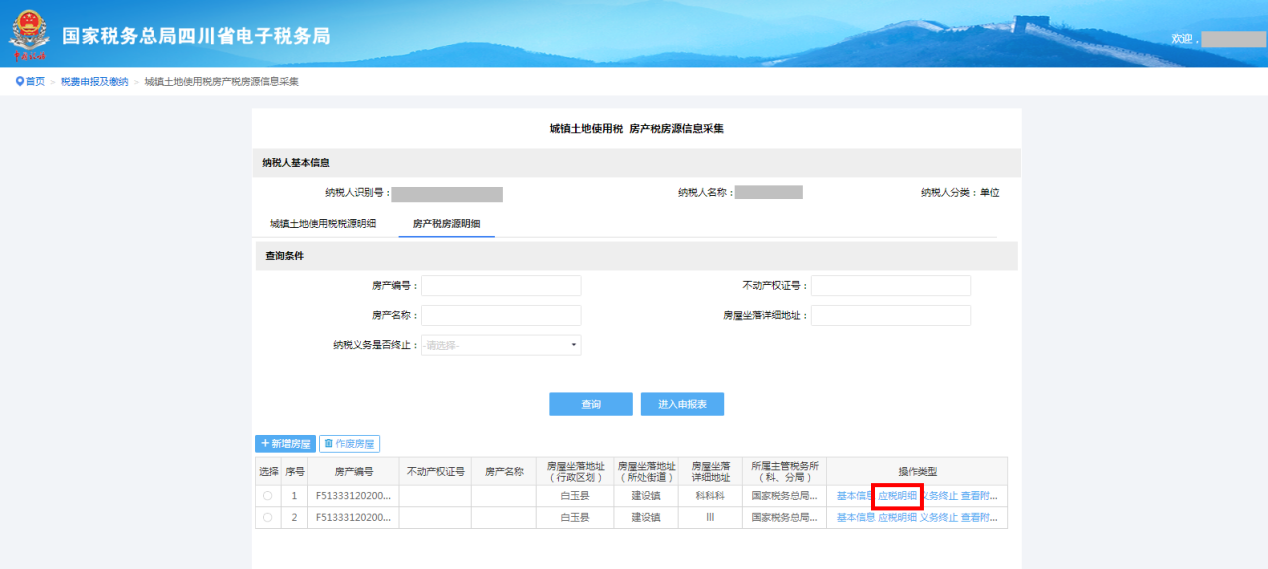 国家税务总局四川省电子税务局
欢迎，
首页 > 税费申报及缴纳 > 城镇土地使用税房产税房源信息采集
城镇土地使用税 房产税房源信息采集
纳税人基本信息
纳税人识别号： 纳税人名称： 纳税人分类：单位
城镇土地使用税税源明细 房产税房源明细
查询条件
房产编号： 不动产权证号：
房产名称： 房屋坐落详细地址：
纳税义务是否终止： -请选择-
查询 进入申报表
+新增房屋 作废房屋
选择 序号 房产编号 不动产权证号 房产名称 房屋坐落地址（行政区划） 房屋坐落地址（所处街道） 房屋坐落详细地址 所属主管税务所（科、分局） 操作类型
1 F51333120200... 白玉县 建设镇 科科科 国家税务总局... 基本信息 应税明细 义务终止 查看附...
2 F51333120200... 白玉县 建设镇 lll 国家税务总局... 基本信息 应税明细 义务终止 查看附...